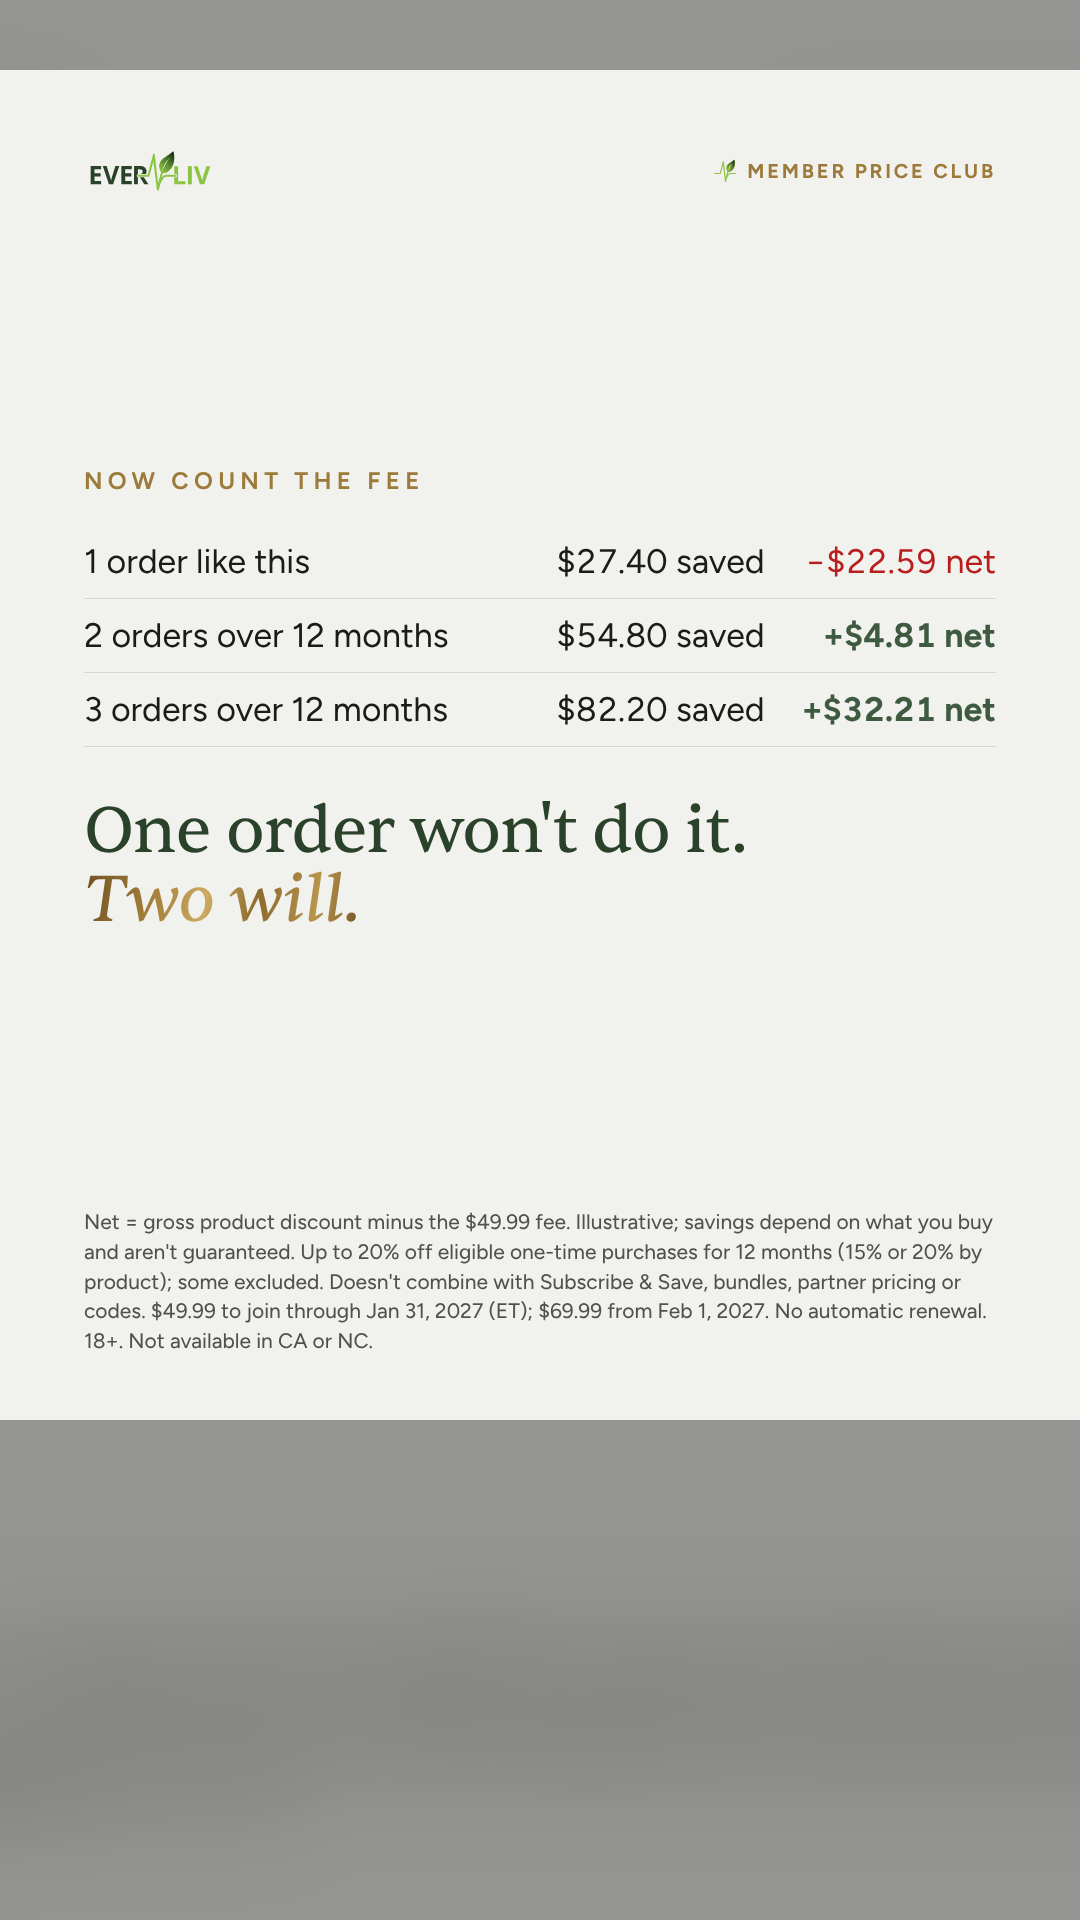 EVERLIV
MEMBER PRICE CLUB
NOW COUNT THE FEE
1 order like this $27.40 saved −$22.59 net
2 orders over 12 months $54.80 saved +$4.81 net
3 orders over 12 months $82.20 saved +$32.21 net
One order won't do it.
Two will.
Net = gross product discount minus the $49.99 fee. Illustrative; savings depend on what you buy
and aren't guaranteed. Up to 20% off eligible one-time purchases for 12 months (15% or 20% by
product); some excluded. Doesn't combine with Subscribe & Save, bundles, partner pricing or
codes. $49.99 to join through Jan 31, 2027 (ET); $69.99 from Feb 1, 2027. No automatic renewal.
18+. Not available in CA or NC.